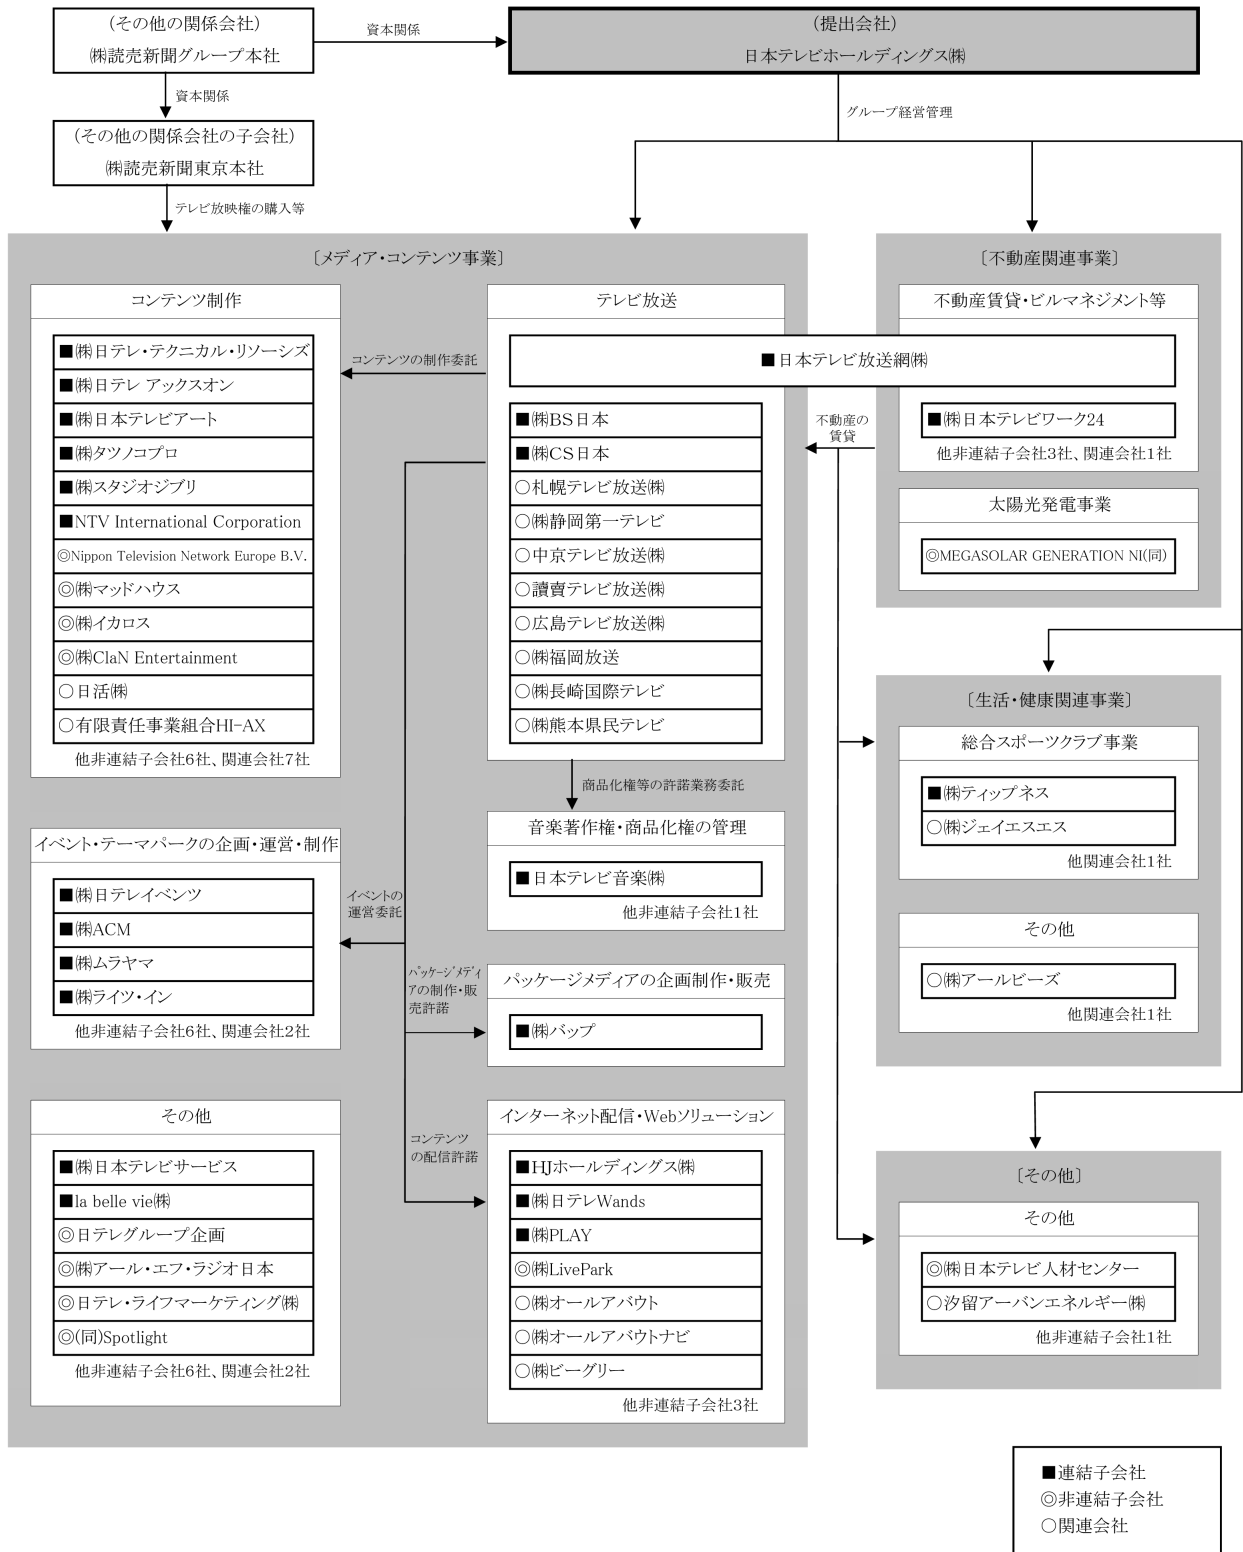 (その他の関係会社)
㈱読売新聞グループ本社
資本関係
(提出会社)
日本テレビホールディングス㈱
資本関係
グループ経営管理
(その他の関係会社の子会社)
㈱読売新聞東京本社
テレビ放映権の購入等
〔メディア・コンテンツ事業〕
コンテンツ制作
■㈱日テレ・テクニカル・リソーシズ
■㈱日テレ アックスオン
■㈱日本テレビアート
■㈱タツノコプロ
■㈱スタジオジブリ
■NTV International Corporation
◎Nippon Television Network Europe B.V.
◎㈱マッドハウス
◎㈱イカロス
◎㈱ClaN Entertainment
○日活㈱
○有限責任事業組合HI-AX
他非連結子会社6社、関連会社7社
コンテンツの制作委託
テレビ放送
■日本テレビ放送網㈱
■㈱BS日本
■㈱CS日本
○札幌テレビ放送㈱
○㈱静岡第一テレビ
○中京テレビ放送㈱
○讀賣テレビ放送㈱
○広島テレビ放送㈱
○㈱福岡放送
○㈱長崎国際テレビ
○㈱熊本県民テレビ
商品化権等の許諾業務委託
イベント・テーマパークの企画・運営・制作
■㈱日テレイベンツ
■㈱ACM
■㈱ムラヤマ
■㈱ライツ・イン
他非連結子会社6社、関連会社2社
イベントの
運営委託
音楽著作権・商品化権の管理
■日本テレビ音楽㈱
他非連結子会社1社
パッケージメディ
アの制作・販
売許諾
パッケージメディアの企画制作・販売
■㈱バップ
その他
■㈱日本テレビサービス
■la belle vie㈱
◎日テレグループ企画
◎㈱アール・エフ・ラジオ日本
◎日テレ・ライフマーケティング㈱
◎(同)Spotlight
他非連結子会社6社、関連会社2社
コンテンツ
の配信許諾
インターネット配信・Webソリューション
■HJホールディングス㈱
■㈱日テレWands
■㈱PLAY
◎㈱LivePark
○㈱オールアバウト
○㈱オールアバウトナビ
○㈱ビーグリー
他非連結子会社3社
〔不動産関連事業〕
不動産賃貸・ビルマネジメント等
■㈱日本テレビワーク24
他非連結子会社3社、関連会社1社
不動産の
賃貸
太陽光発電事業
◎MEGASOLAR GENERATION NI(同)
〔生活・健康関連事業〕
総合スポーツクラブ事業
■㈱ティップネス
○㈱ジェイエスエス
他関連会社1社
その他
○㈱アールビーズ
他関連会社1社
〔その他〕
その他
◎㈱日本テレビ人材センター
○汐留アーバンエネルギー㈱
他非連結子会社1社
■連結子会社
◎非連結子会社
○関連会社